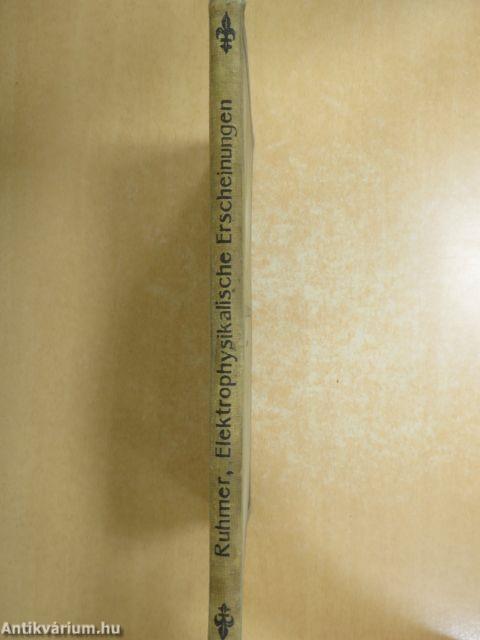 Ruhmer, Elektrophysikalische Erscheinungen
Antikvárium.hu